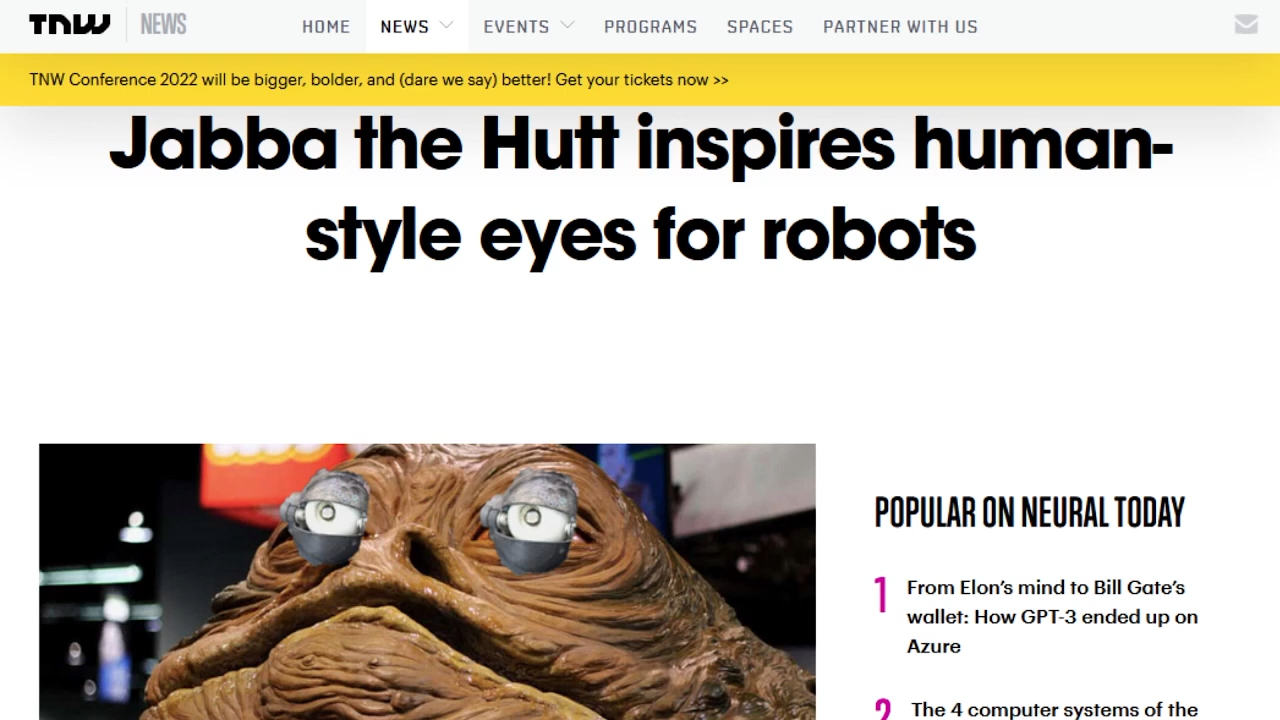 TNW NEWS HOME NEWS EVENTS PROGRAMS SPACES PARTNER WITH US
TNW Conference 2022 will be bigger, bolder, and (dare we say) better! Get your tickets now >>
Jabba the Hutt inspires human-
style eyes for robots
POPULAR ON NEURAL TODAY
1 From Elon’s mind to Bill Gate’s
wallet: How GPT-3 ended up on
Azure
2 The 4 computer systems of the